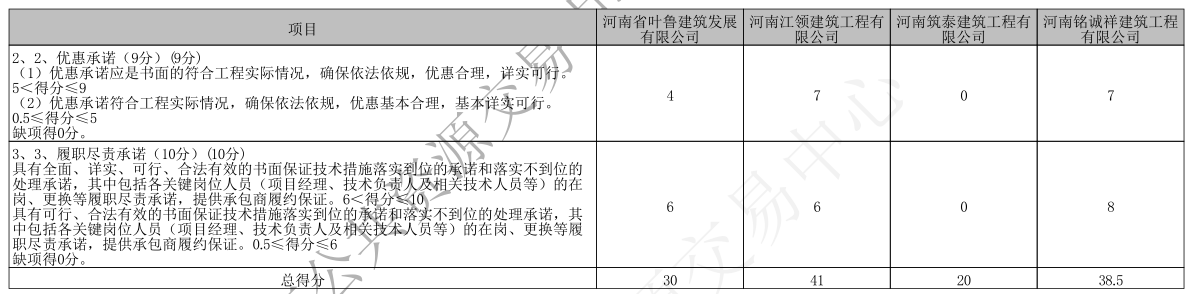 项目
河南省叶鲁建筑发展
有限公司
河南江领建筑工程有
限公司
河南筑泰建筑工程有
限公司
河南铭诚祥建筑工程
有限公司
2、2、优惠承诺（9分）(9分)
（1）优惠承诺应是书面的符合工程实际情况，确保依法依规，优惠合理，详实可行。
5＜得分≤9
（2）优惠承诺符合工程实际情况，确保依法依规，优惠基本合理，基本详实可行。
0.5≤得分≤5
缺项得0分。
4
7
0
7
3、3、履职尽责承诺（10分）(10分)
具有全面、详实、可行、合法有效的书面保证技术措施落实到位的承诺和落实不到位的
处理承诺，其中包括各关键岗位人员（项目经理、技术负责人及相关技术人员等）的在
岗、更换等履职尽责承诺，提供承包商履约保证。6＜得分≤10
具有可行、合法有效的书面保证技术措施落实到位的承诺和落实不到位的处理承诺，其
中包括各关键岗位人员（项目经理、技术负责人及相关技术人员等）的在岗、更换等履
职尽责承诺，提供承包商履约保证。0.5≤得分≤6
缺项得0分。
6
6
0
8
总得分
30
41
20
38.5
公共资源交易中
交易中心